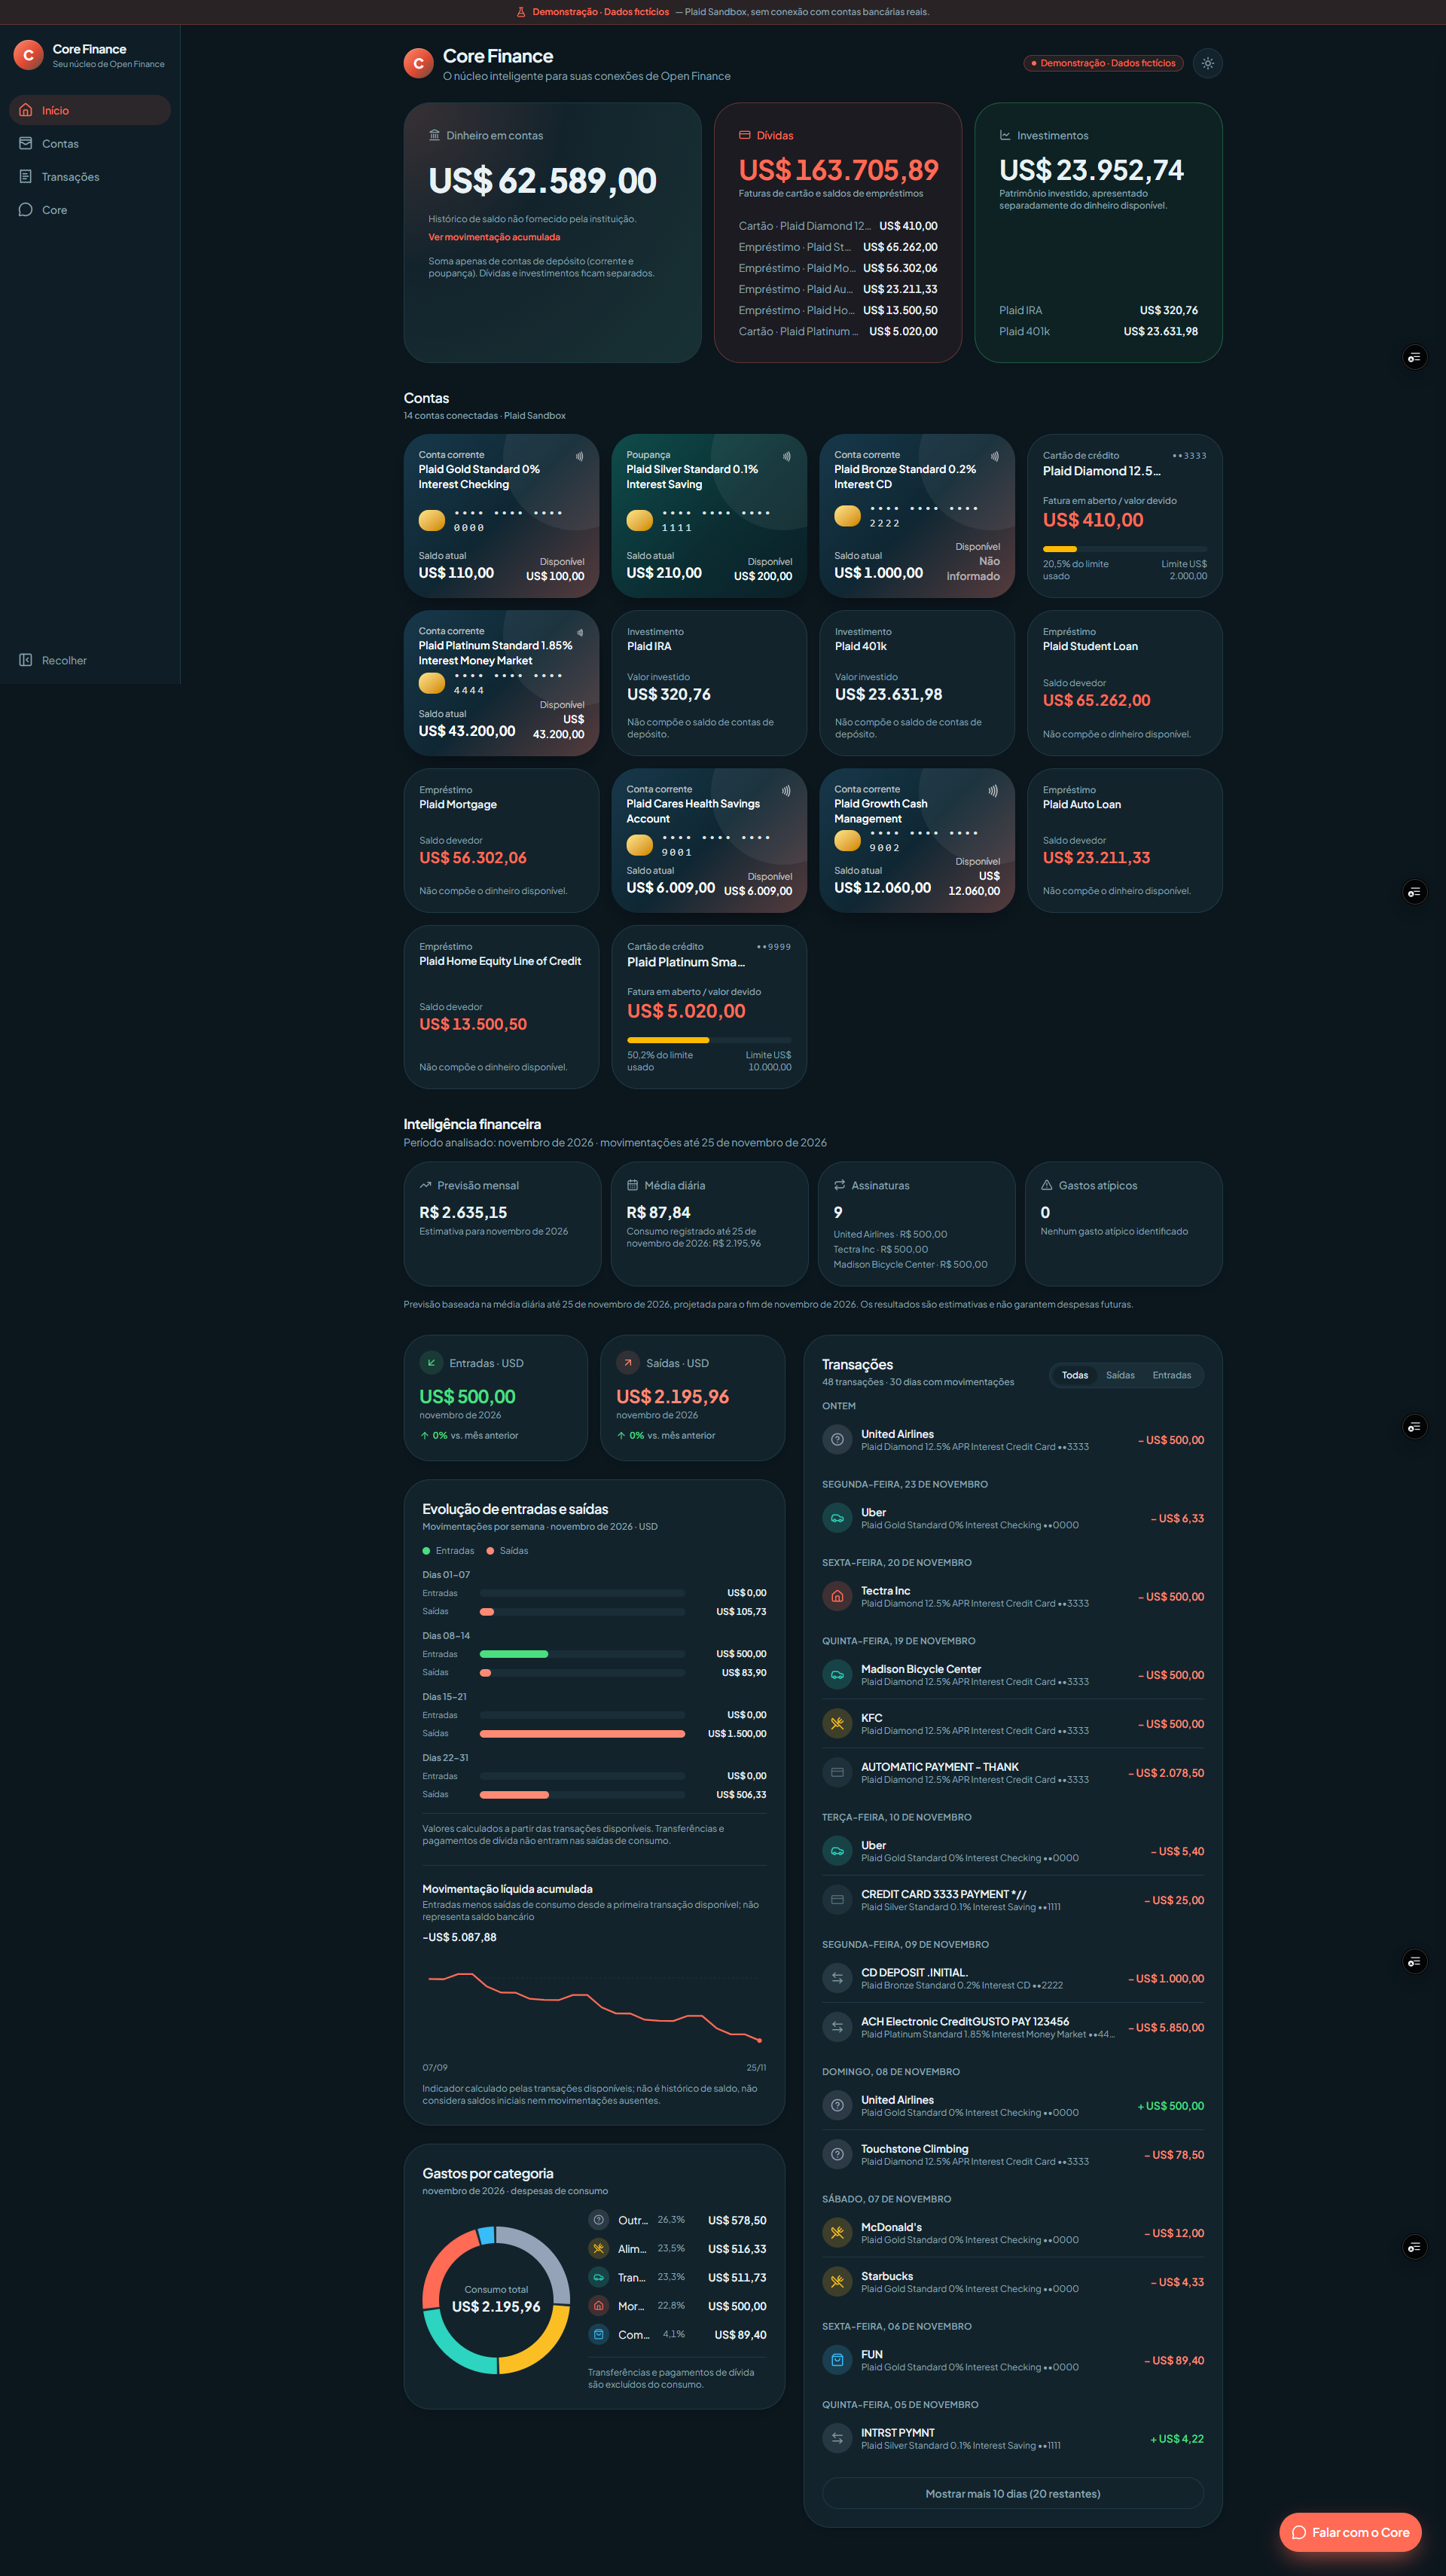 Demonstração · Dados fictícios — Plaid Sandbox, sem conexão com contas bancárias reais.
C
Core Finance
Seu núcleo de Open Finance
Início
Contas
Transações
Core
Recolher
C
Core Finance
O núcleo inteligente para suas conexões de Open Finance
Demonstração · Dados fictícios
Dinheiro em contas
US$ 62.589,00
Histórico de saldo não fornecido pela instituição.
Ver movimentação acumulada
Soma apenas de contas de depósito (corrente e
poupança). Dívidas e investimentos ficam separados.
Dívidas
US$ 163.705,89
Faturas de cartão e saldos de empréstimos
Cartão · Plaid Diamond 12... US$ 410,00
Empréstimo · Plaid St... US$ 65.262,00
Empréstimo · Plaid Mo... US$ 56.302,06
Empréstimo · Plaid Au... US$ 23.211,33
Empréstimo · Plaid Ho... US$ 13.500,50
Cartão · Plaid Platinum ... US$ 5.020,00
Investimentos
US$ 23.952,74
Patrimônio investido, apresentado
separadamente do dinheiro disponível.
Plaid IRA US$ 320,76
Plaid 401k US$ 23.631,98
Contas
14 contas conectadas · Plaid Sandbox
Conta corrente
Plaid Gold Standard 0%
Interest Checking
•••• •••• ••••
0000
Saldo atual
US$ 110,00
Disponível
US$ 100,00
Poupança
Plaid Silver Standard 0.1%
Interest Saving
•••• •••• ••••
1111
Saldo atual
US$ 210,00
Disponível
US$ 200,00
Conta corrente
Plaid Bronze Standard 0.2%
Interest CD
•••• •••• ••••
2222
Saldo atual
US$ 1.000,00
Disponível
Não
informado
Cartão de crédito ••3333
Plaid Diamond 12.5...
Fatura em aberto / valor devido
US$ 410,00
20,5% do limite
usado
Limite US$
2.000,00
Conta corrente
Plaid Platinum Standard 1.85%
Interest Money Market
•••• •••• ••••
4444
Saldo atual
US$ 43.200,00
Disponível
US$
43.200,00
Investimento
Plaid IRA
Valor investido
US$ 320,76
Não compõe o saldo de contas de
depósito.
Investimento
Plaid 401k
Valor investido
US$ 23.631,98
Não compõe o saldo de contas de
depósito.
Empréstimo
Plaid Student Loan
Saldo devedor
US$ 65.262,00
Não compõe o dinheiro disponível.
Empréstimo
Plaid Mortgage
Saldo devedor
US$ 56.302,06
Não compõe o dinheiro disponível.
Conta corrente
Plaid Cares Health Savings
Account
•••• •••• ••••
9001
Saldo atual
US$ 6.009,00
Disponível
US$ 6.009,00
Conta corrente
Plaid Growth Cash
Management
•••• •••• ••••
9002
Saldo atual
US$ 12.060,00
Disponível
US$
12.060,00
Empréstimo
Plaid Auto Loan
Saldo devedor
US$ 23.211,33
Não compõe o dinheiro disponível.
Empréstimo
Plaid Home Equity Line of Credit
Saldo devedor
US$ 13.500,50
Não compõe o dinheiro disponível.
Cartão de crédito ••9999
Plaid Platinum Sma...
Fatura em aberto / valor devido
US$ 5.020,00
50,2% do limite
usado
Limite US$
10.000,00
Inteligência financeira
Período analisado: novembro de 2026 · movimentações até 25 de novembro de 2026
Previsão mensal
R$ 2.635,15
Estimativa para novembro de 2026
Média diária
R$ 87,84
Consumo registrado até 25 de
novembro de 2026: R$ 2.195,96
Assinaturas
9
United Airlines · R$ 500,00
Tectra Inc · R$ 500,00
Madison Bicycle Center · R$ 500,00
Gastos atípicos
0
Nenhum gasto atípico identificado
Previsão baseada na média diária até 25 de novembro de 2026, projetada para o fim de novembro de 2026. Os resultados são estimativas e não garantem despesas futuras.
Entradas · USD
US$ 500,00
novembro de 2026
↑ 0% vs. mês anterior
Saídas · USD
US$ 2.195,96
novembro de 2026
↑ 0% vs. mês anterior
Evolução de entradas e saídas
Movimentações por semana · novembro de 2026 · USD
Entradas Saídas
Dias 01–07
Entradas US$ 0,00
Saídas US$ 105,73
Dias 08–14
Entradas US$ 500,00
Saídas US$ 83,90
Dias 15–21
Entradas US$ 0,00
Saídas US$ 1.500,00
Dias 22–31
Entradas US$ 0,00
Saídas US$ 506,33
Valores calculados a partir das transações disponíveis. Transferências e
pagamentos de dívida não entram nas saídas de consumo.
Movimentação líquida acumulada
Entradas menos saídas de consumo desde a primeira transação disponível; não
representa saldo bancário
-US$ 5.087,88
07/09 25/11
Indicador calculado pelas transações disponíveis; não é histórico de saldo, não
considera saldos iniciais nem movimentações ausentes.
Gastos por categoria
novembro de 2026 · despesas de consumo
Consumo total
US$ 2.195,96
Outr... 26,3% US$ 578,50
Alim... 23,5% US$ 516,33
Tran... 23,3% US$ 511,73
Mor... 22,8% US$ 500,00
Com... 4,1% US$ 89,40
Transferências e pagamentos de dívida
são excluídos do consumo.
Transações
48 transações · 30 dias com movimentações
Todas Saídas Entradas
ONTEM
United Airlines
Plaid Diamond 12.5% APR Interest Credit Card ••3333
− US$ 500,00
SEGUNDA-FEIRA, 23 DE NOVEMBRO
Uber
Plaid Gold Standard 0% Interest Checking ••0000
− US$ 6,33
SEXTA-FEIRA, 20 DE NOVEMBRO
Tectra Inc
Plaid Diamond 12.5% APR Interest Credit Card ••3333
− US$ 500,00
QUINTA-FEIRA, 19 DE NOVEMBRO
Madison Bicycle Center
Plaid Diamond 12.5% APR Interest Credit Card ••3333
− US$ 500,00
KFC
Plaid Diamond 12.5% APR Interest Credit Card ••3333
− US$ 500,00
AUTOMATIC PAYMENT - THANK
Plaid Diamond 12.5% APR Interest Credit Card ••3333
− US$ 2.078,50
TERÇA-FEIRA, 10 DE NOVEMBRO
Uber
Plaid Gold Standard 0% Interest Checking ••0000
− US$ 5,40
CREDIT CARD 3333 PAYMENT *//
Plaid Silver Standard 0.1% Interest Saving ••1111
− US$ 25,00
SEGUNDA-FEIRA, 09 DE NOVEMBRO
CD DEPOSIT .INITIAL.
Plaid Bronze Standard 0.2% Interest CD ••2222
− US$ 1.000,00
ACH Electronic CreditGUSTO PAY 123456
Plaid Platinum Standard 1.85% Interest Money Market ••44...
− US$ 5.850,00
DOMINGO, 08 DE NOVEMBRO
United Airlines
Plaid Gold Standard 0% Interest Checking ••0000
+ US$ 500,00
Touchstone Climbing
Plaid Diamond 12.5% APR Interest Credit Card ••3333
− US$ 78,50
SÁBADO, 07 DE NOVEMBRO
McDonald's
Plaid Gold Standard 0% Interest Checking ••0000
− US$ 12,00
Starbucks
Plaid Gold Standard 0% Interest Checking ••0000
− US$ 4,33
SEXTA-FEIRA, 06 DE NOVEMBRO
FUN
Plaid Gold Standard 0% Interest Checking ••0000
− US$ 89,40
QUINTA-FEIRA, 05 DE NOVEMBRO
INTRST PYMNT
Plaid Silver Standard 0.1% Interest Saving ••1111
+ US$ 4,22
Mostrar mais 10 dias (20 restantes)
Falar com o Core